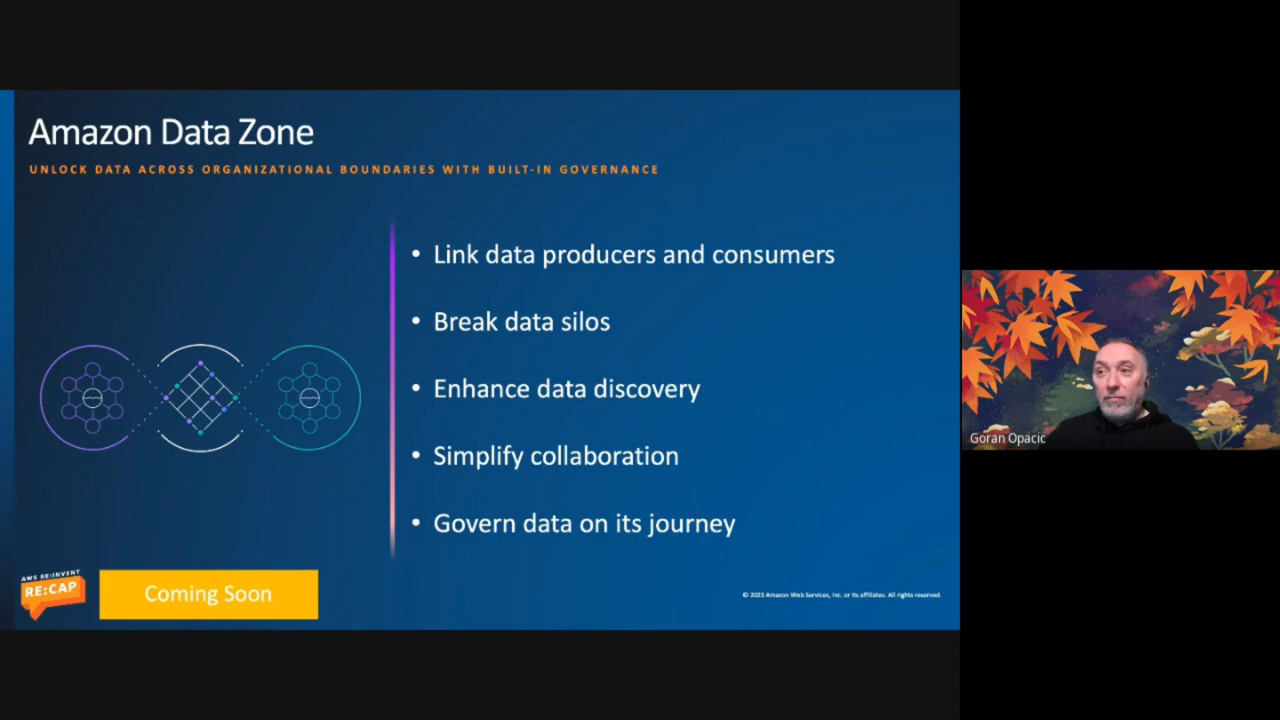 Amazon Data Zone
UNLOCK DATA ACROSS ORGANIZATIONAL BOUNDARIES WITH BUILT-IN GOVERNANCE
• Link data producers and consumers
• Break data silos
• Enhance data discovery
• Simplify collaboration
• Govern data on its journey
AWS RE:INVENT
RE:CAP
Coming Soon
© 2023 Amazon Web Services, Inc. or its affiliates. All rights reserved.
Goran Opacic